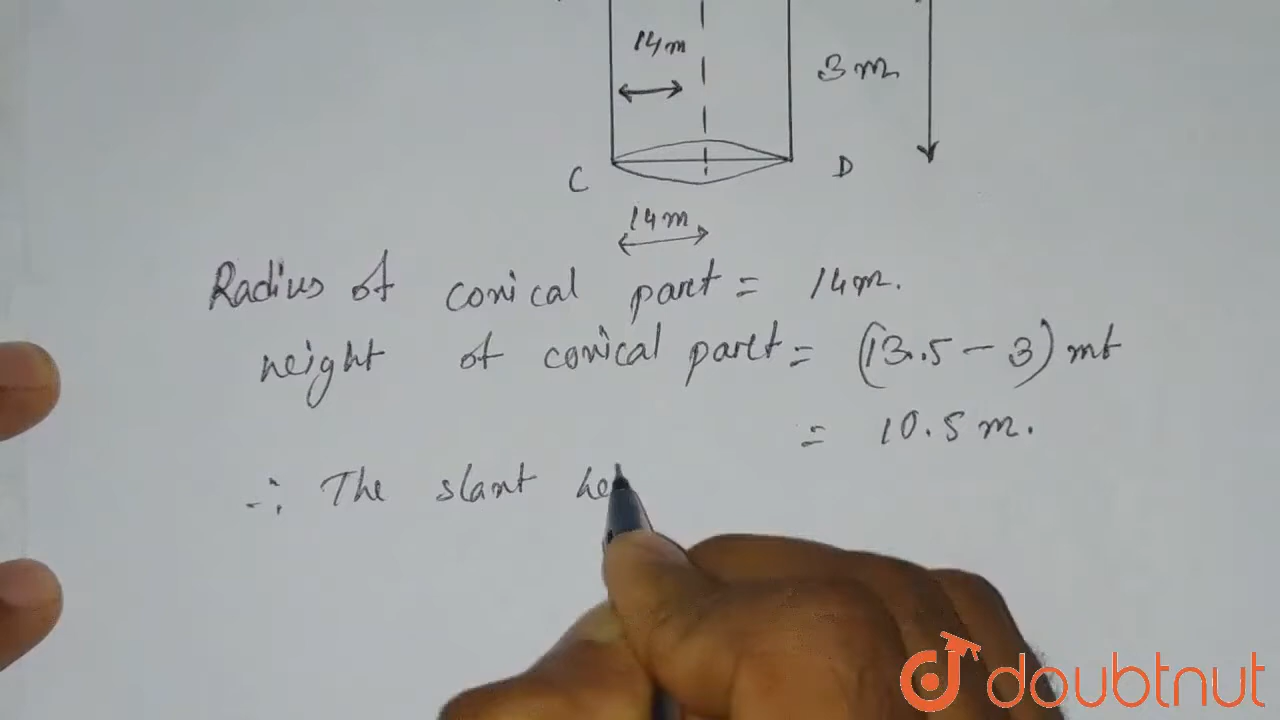 14m
3m
C
D
14m
Radius of conical part = 14m.
height of conical part = (13.5 - 3) mt
= 10.5 m.
∴ The slant he
doubtnut